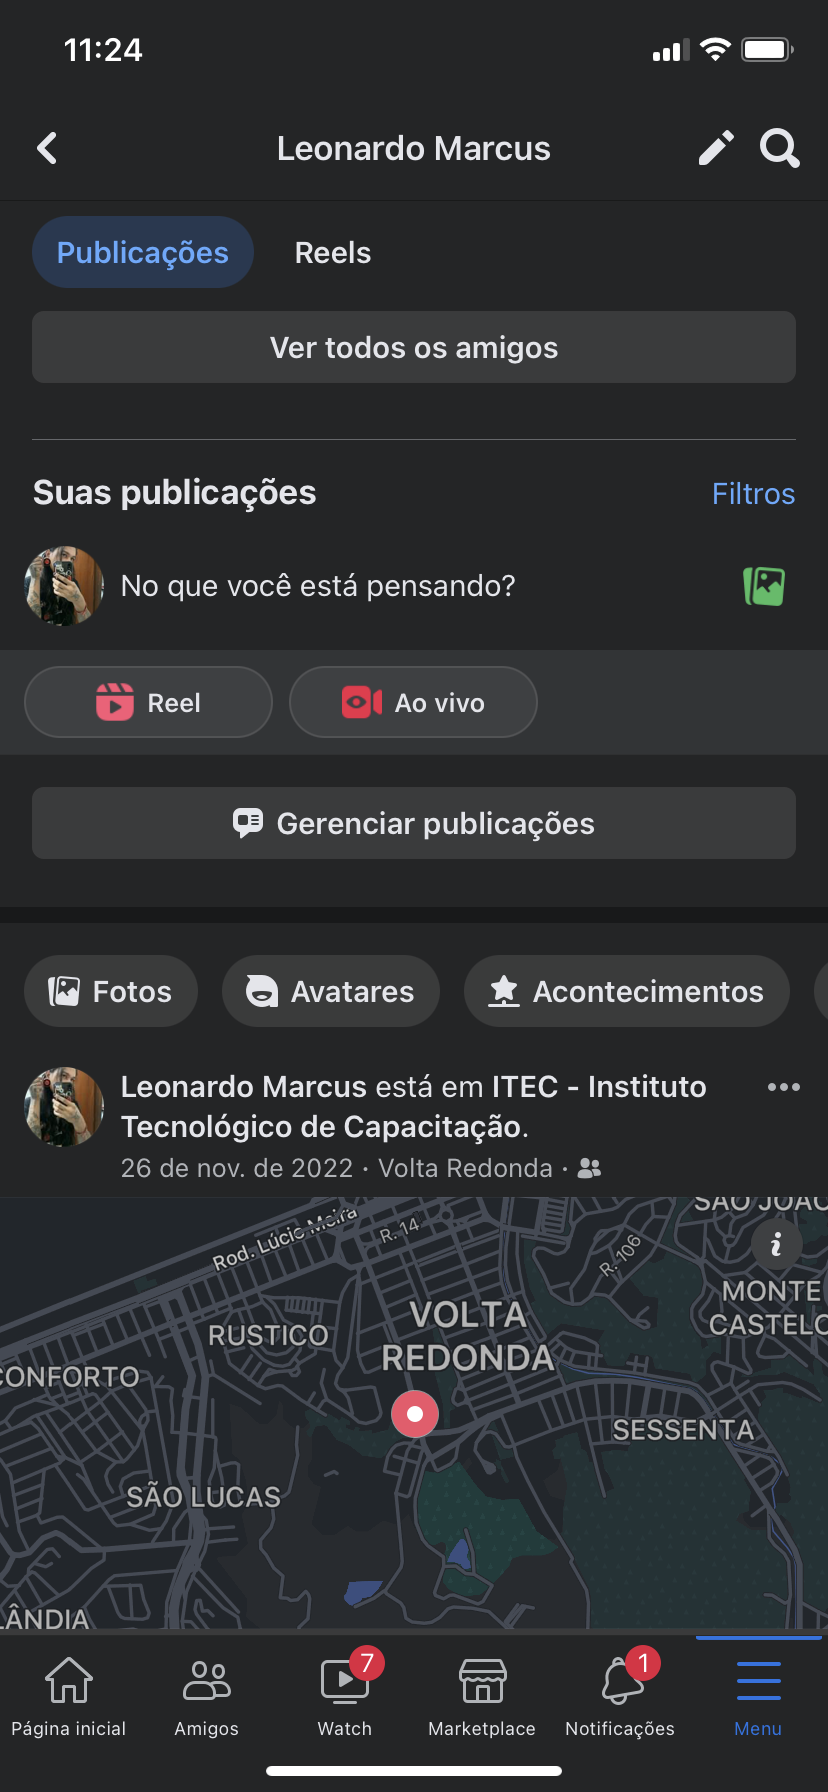 11:24
Leonardo Marcus
Publicações Reels
Ver todos os amigos
Suas publicações Filtros
No que você está pensando?
Reel Ao vivo
Gerenciar publicações
Fotos Avatares Acontecimentos
Leonardo Marcus está em ITEC - Instituto
Tecnológico de Capacitação.
26 de nov. de 2022 · Volta Redonda ·
SÃO JOÃO
Rod. Lúcio Meira
R. 14
R. 106
i
MONTE
CASTELO
VOLTA
REDONDA
RUSTICO
CONFORTO
SESSENTA
SÃO LUCAS
LÂNDIA
7
1
Página inicial Amigos Watch Marketplace Notificações Menu